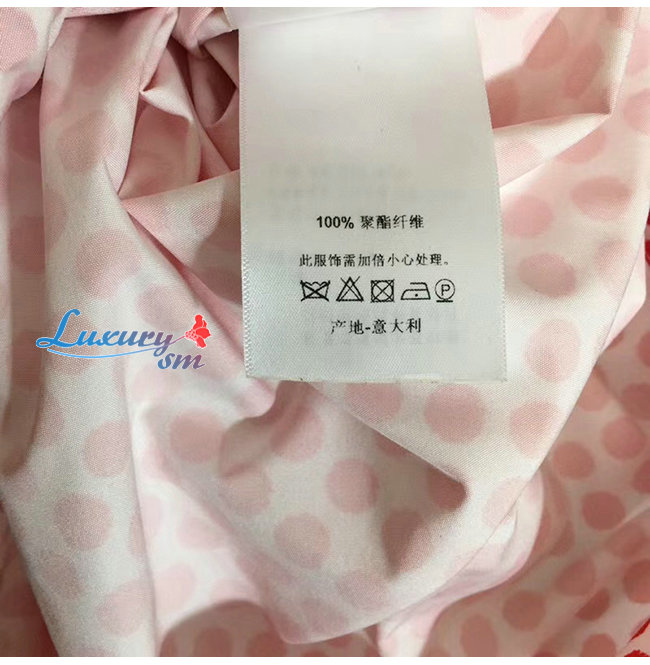 100% 聚酯纤维
此服饰需加倍小心处理。
P
产地-意大利
Luxury
sm